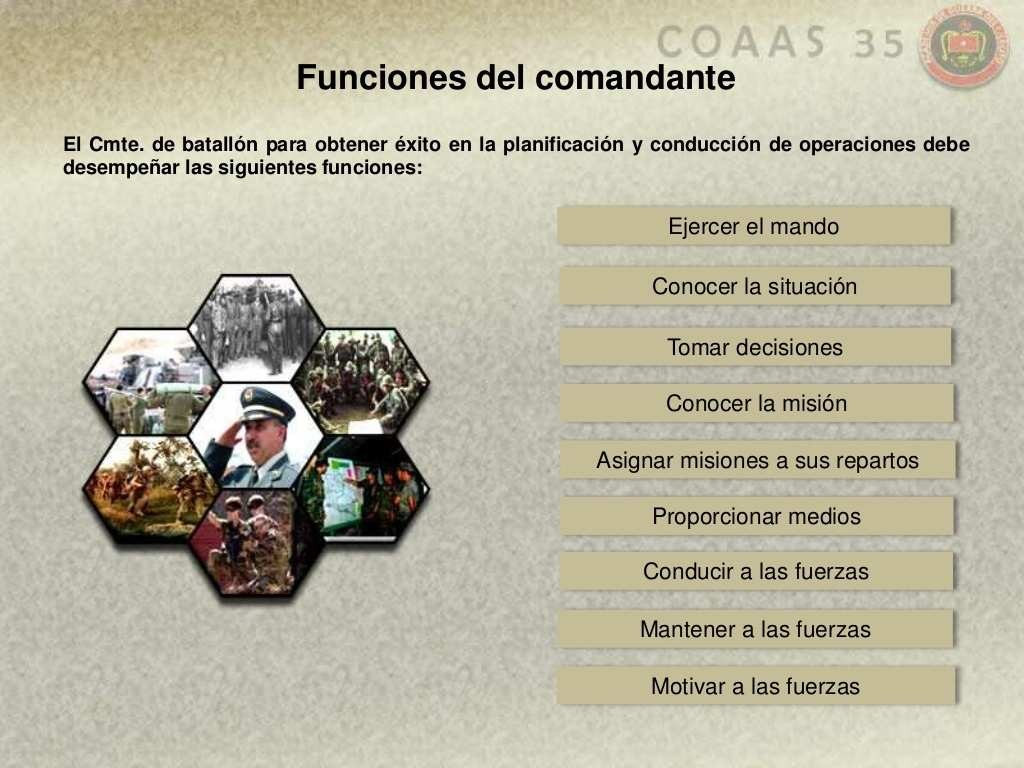 COAAS 35
Funciones del comandante
El Cmte. de batallón para obtener éxito en la planificación y conducción de operaciones debe
desempeñar las siguientes funciones:
Ejercer el mando
Conocer la situación
Tomar decisiones
Conocer la misión
Asignar misiones a sus repartos
Proporcionar medios
Conducir a las fuerzas
Mantener a las fuerzas
Motivar a las fuerzas